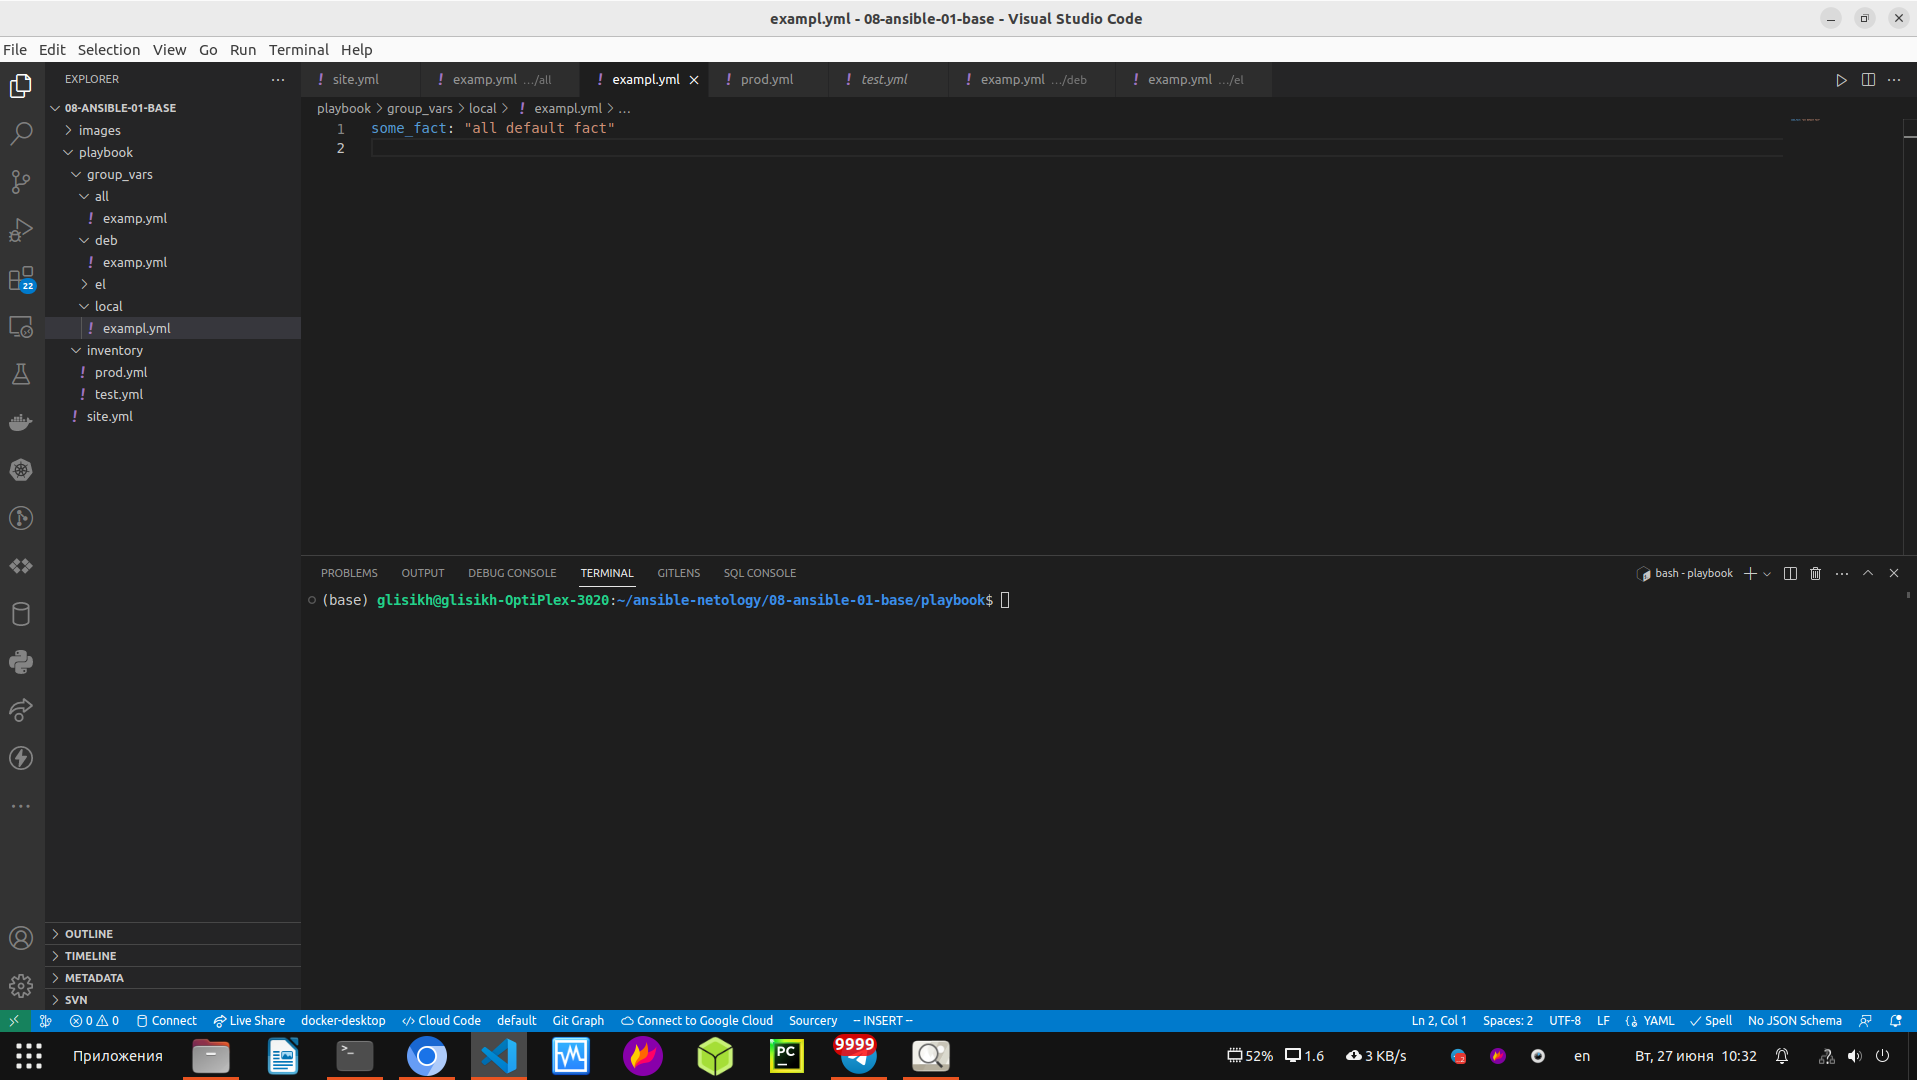 exampl.yml - 08-ansible-01-base - Visual Studio Code
File Edit Selection View Go Run Terminal Help
EXPLORER
08-ANSIBLE-01-BASE
images
playbook
group_vars
all
examp.yml
deb
examp.yml
el
local
exampl.yml
inventory
prod.yml
test.yml
site.yml
OUTLINE
TIMELINE
METADATA
SVN
22
site.yml examp.yml .../all exampl.yml prod.yml test.yml examp.yml .../deb examp.yml .../el
playbook > group_vars > local > ! exampl.yml > ...
1 some_fact: "all default fact"
2
PROBLEMS OUTPUT DEBUG CONSOLE TERMINAL GITLENS SQL CONSOLE
bash - playbook
(base) glisikh@glisikh-OptiPlex-3020:~/ansible-netology/08-ansible-01-base/playbook$
0 0 Connect Live Share docker-desktop Cloud Code default Git Graph Connect to Google Cloud Sourcery -- INSERT --
Ln 2, Col 1 Spaces: 2 UTF-8 LF YAML Spell No JSON Schema
Приложения
PC
9999
52% 1.6 3 KB/s
2
en
Вт, 27 июня 10:32